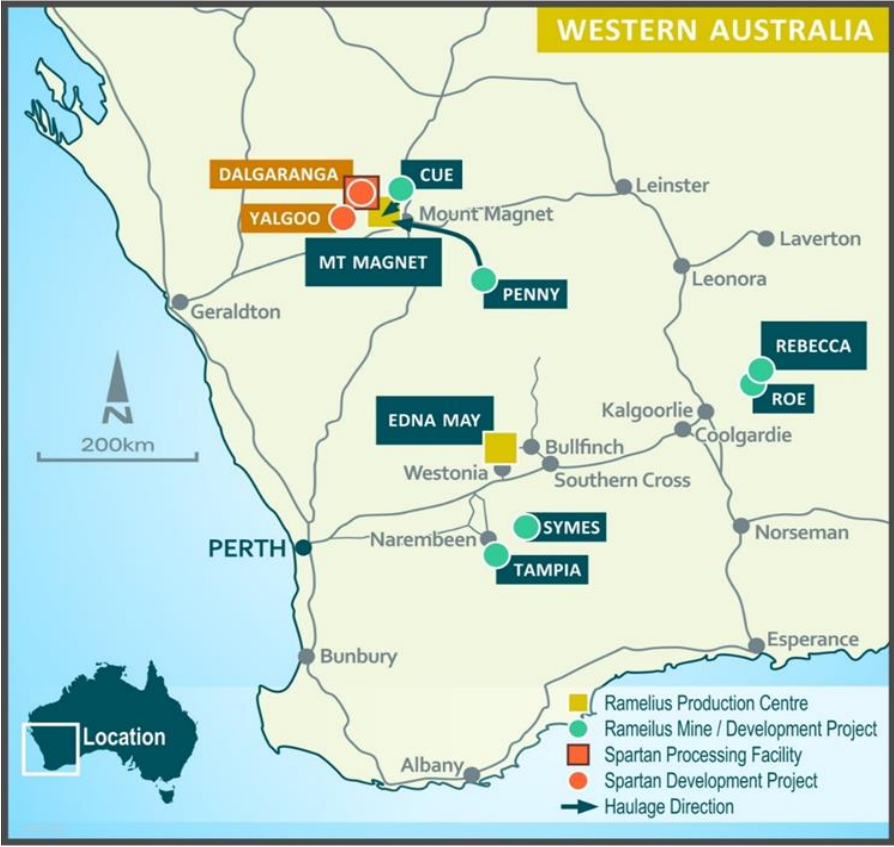 WESTERN AUSTRALIA
DALGARANGA
CUE
YALGOO
Mount Magnet
Leinster
Laverton
MT MAGNET
Leonora
PENNY
Geraldton
REBECCA
ROE
N
200km
EDNA MAY
Kalgoorlie
Coolgardie
Bullfinch
Westonia
Southern Cross
PERTH
Narembeen
SYMES
TAMPIA
Norseman
Bunbury
Esperance
Albany
Location
Ramelius Production Centre
Rameilus Mine / Development Project
Spartan Processing Facility
Spartan Development Project
Haulage Direction